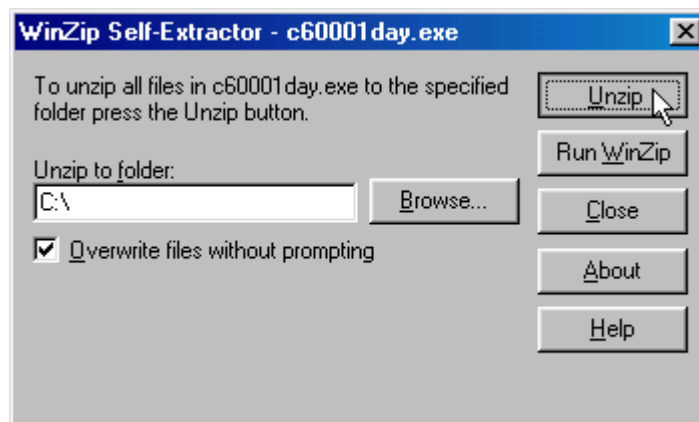 WinZip Self-Extractor - c60001day.exe
To unzip all files in c60001day.exe to the specified
folder press the Unzip button.
Unzip to folder:
C:\
Browse...
Overwrite files without prompting
Unzip
Run WinZip
Close
About
Help